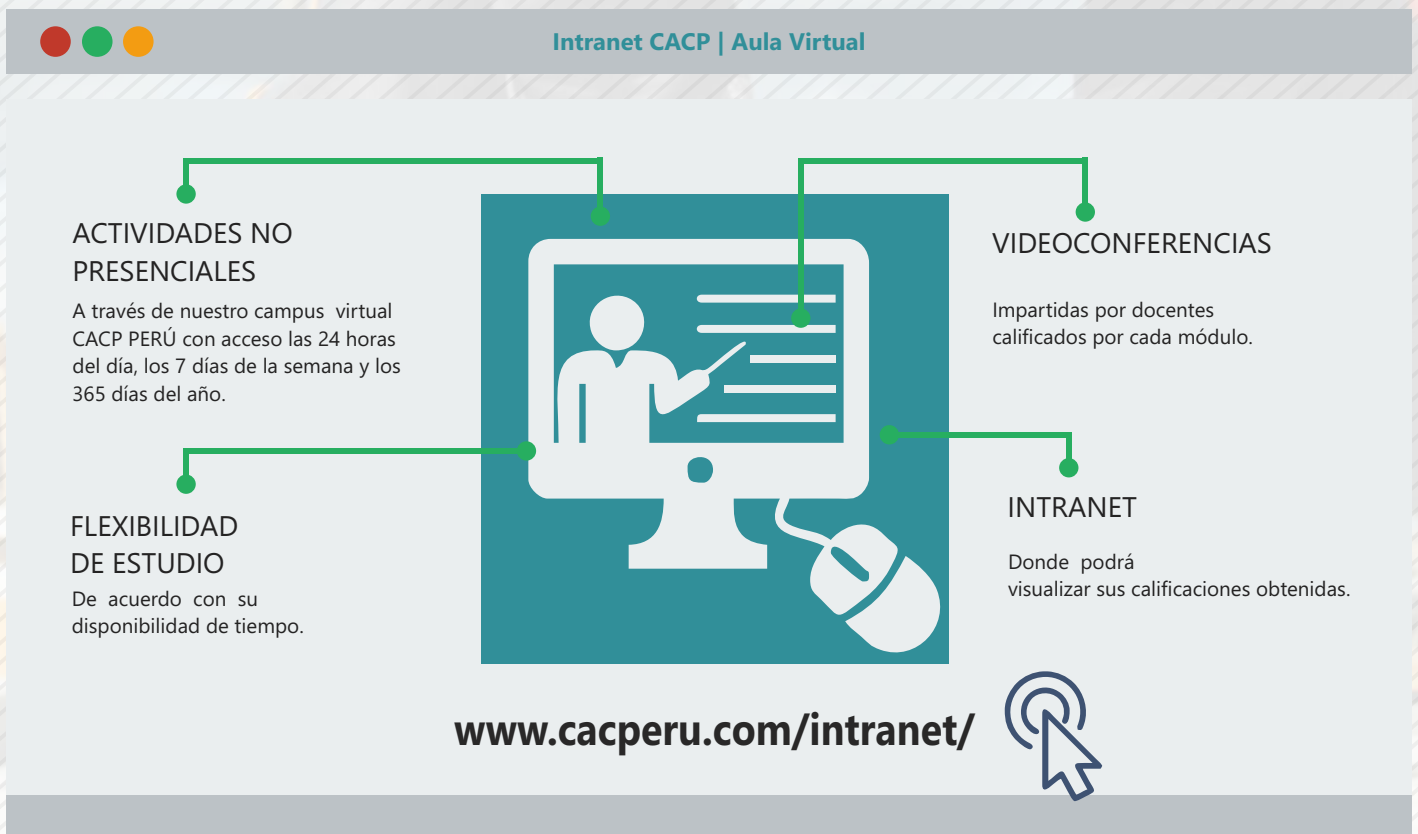 Intranet CACP | Aula Virtual
ACTIVIDADES NO
PRESENCIALES
A través de nuestro campus virtual
CACP PERÚ con acceso las 24 horas
del día, los 7 días de la semana y los
365 días del año.
VIDEOCONFERENCIAS
Impartidas por docentes
calificados por cada módulo.
FLEXIBILIDAD
DE ESTUDIO
De acuerdo con su
disponibilidad de tiempo.
INTRANET
Donde podrá
visualizar sus calificaciones obtenidas.
www.cacperu.com/intranet/